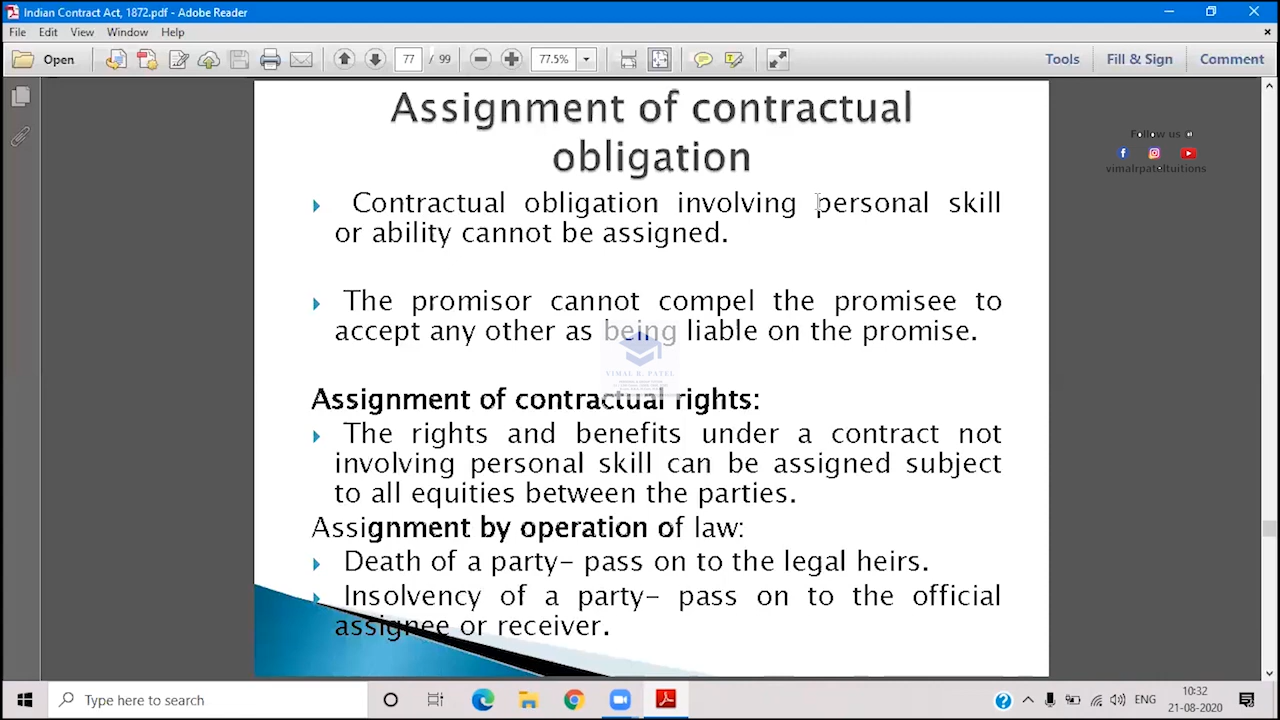 Indian Contract Act, 1872.pdf - Adobe Reader
File Edit View Window Help
Open 77 / 99 77.5% Tools Fill & Sign Comment
Assignment of contractual
obligation
Follow us
vimalrpateltuitions
Contractual obligation involving personal skill
or ability cannot be assigned.
The promisor cannot compel the promisee to
accept any other as being liable on the promise.
VIMAL R. PATEL
Assignment of contractual rights:
The rights and benefits under a contract not
involving personal skill can be assigned subject
to all equities between the parties.
Assignment by operation of law:
Death of a party- pass on to the legal heirs.
Insolvency of a party- pass on to the official
assignee or receiver.
Type here to search
ENG
10:32
21-08-2020